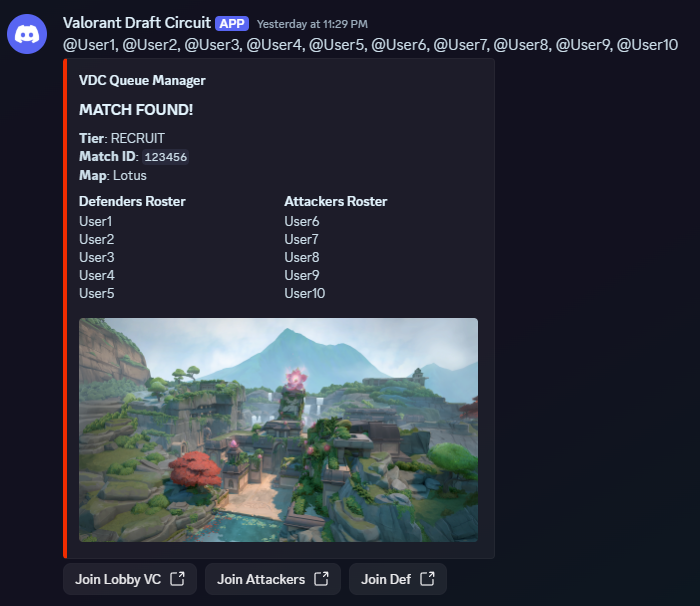 Valorant Draft Circuit APP Yesterday at 11:29 PM
@User1, @User2, @User3, @User4, @User5, @User6, @User7, @User8, @User9, @User10
VDC Queue Manager
MATCH FOUND!
Tier: RECRUIT
Match ID: 123456
Map: Lotus
Defenders Roster
User1
User2
User3
User4
User5
Attackers Roster
User6
User7
User8
User9
User10
Join Lobby VC
Join Attackers
Join Def